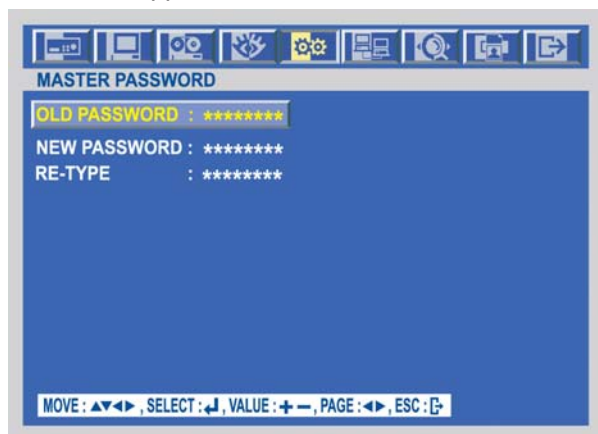 MASTER PASSWORD
OLD PASSWORD : ********
NEW PASSWORD : ********
RE-TYPE : ********
MOVE : ▲▼◄► , SELECT : ↵ , VALUE : + — , PAGE : ◄► , ESC :